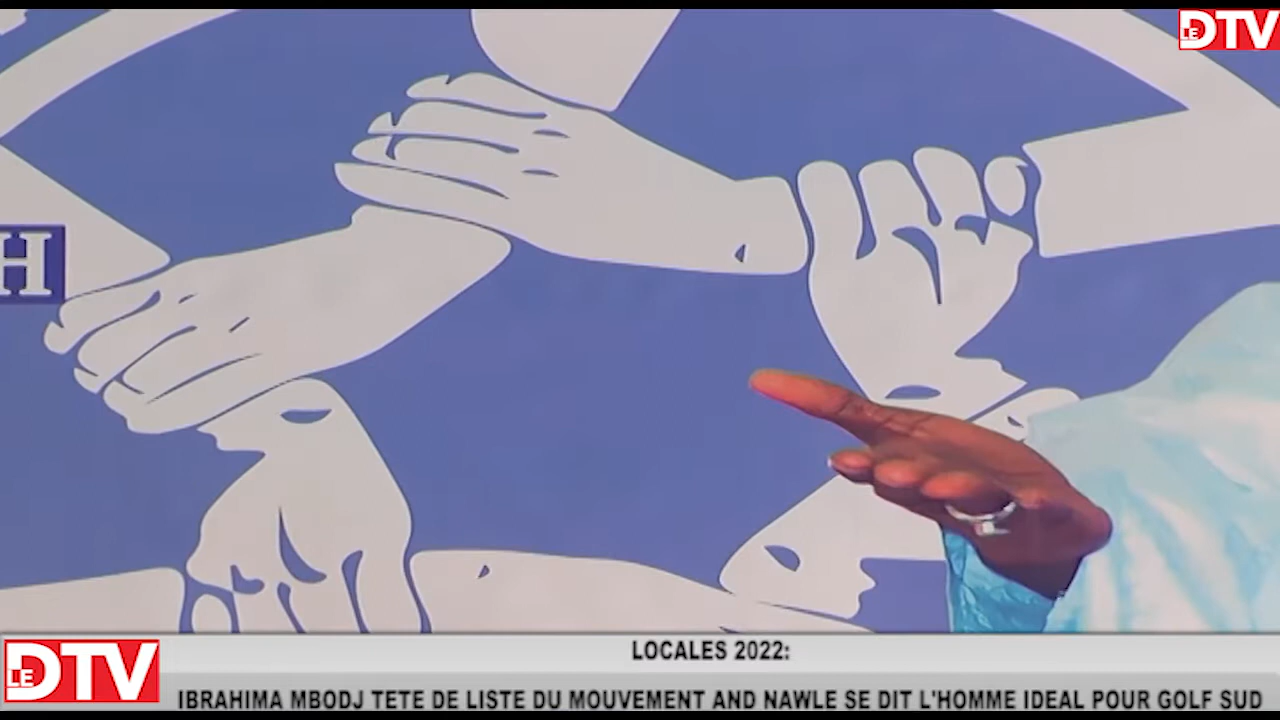 LE DTV
H
LOCALES 2022:
LE DTV
IBRAHIMA MBODJ TETE DE LISTE DU MOUVEMENT AND NAWLE SE DIT L'HOMME IDEAL POUR GOLF SUD